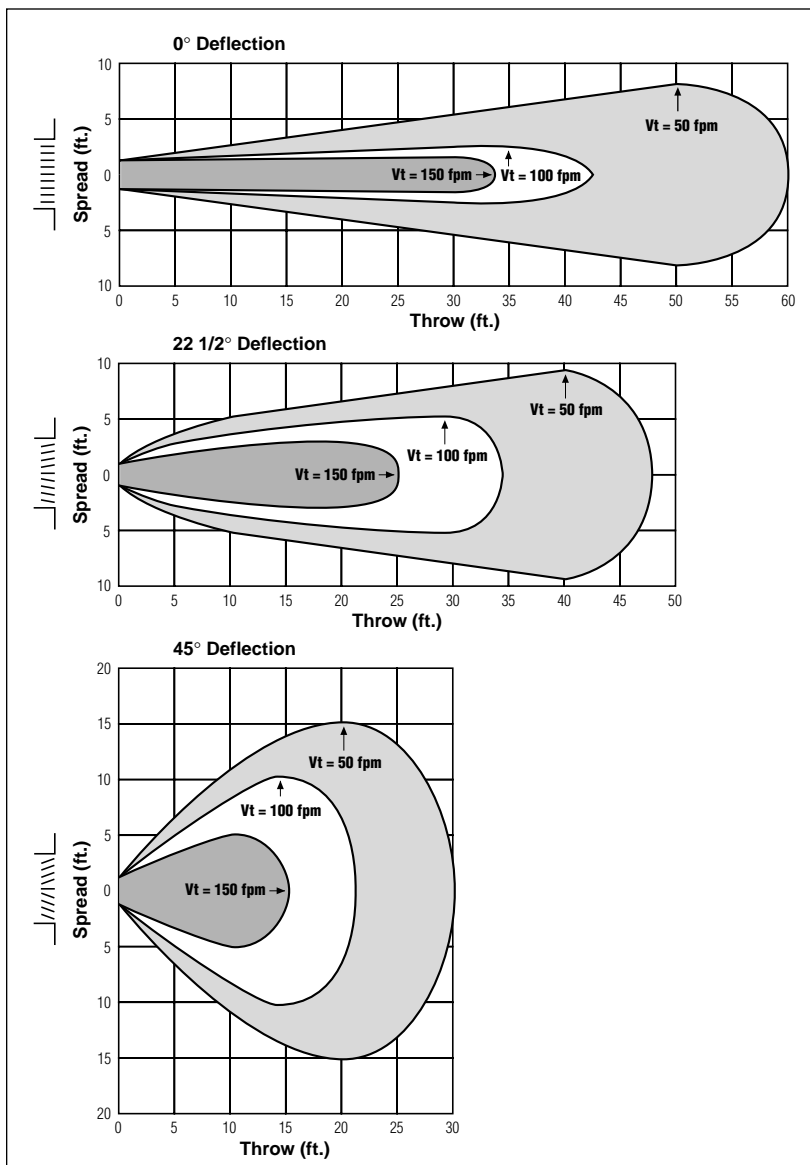 0° Deflection
10
5
0
5
10
Spread (ft.)
Vt = 50 fpm
Vt = 150 fpm
Vt = 100 fpm
0 5 10 15 20 25 30 35 40 45 50 55 60
Throw (ft.)
22 1/2° Deflection
10
5
0
5
10
Spread (ft.)
Vt = 50 fpm
Vt = 100 fpm
Vt = 150 fpm
0 5 10 15 20 25 30 35 40 45 50
Throw (ft.)
45° Deflection
20
15
10
5
0
5
10
15
20
Spread (ft.)
Vt = 50 fpm
Vt = 100 fpm
Vt = 150 fpm
0 5 10 15 20 25 30
Throw (ft.)